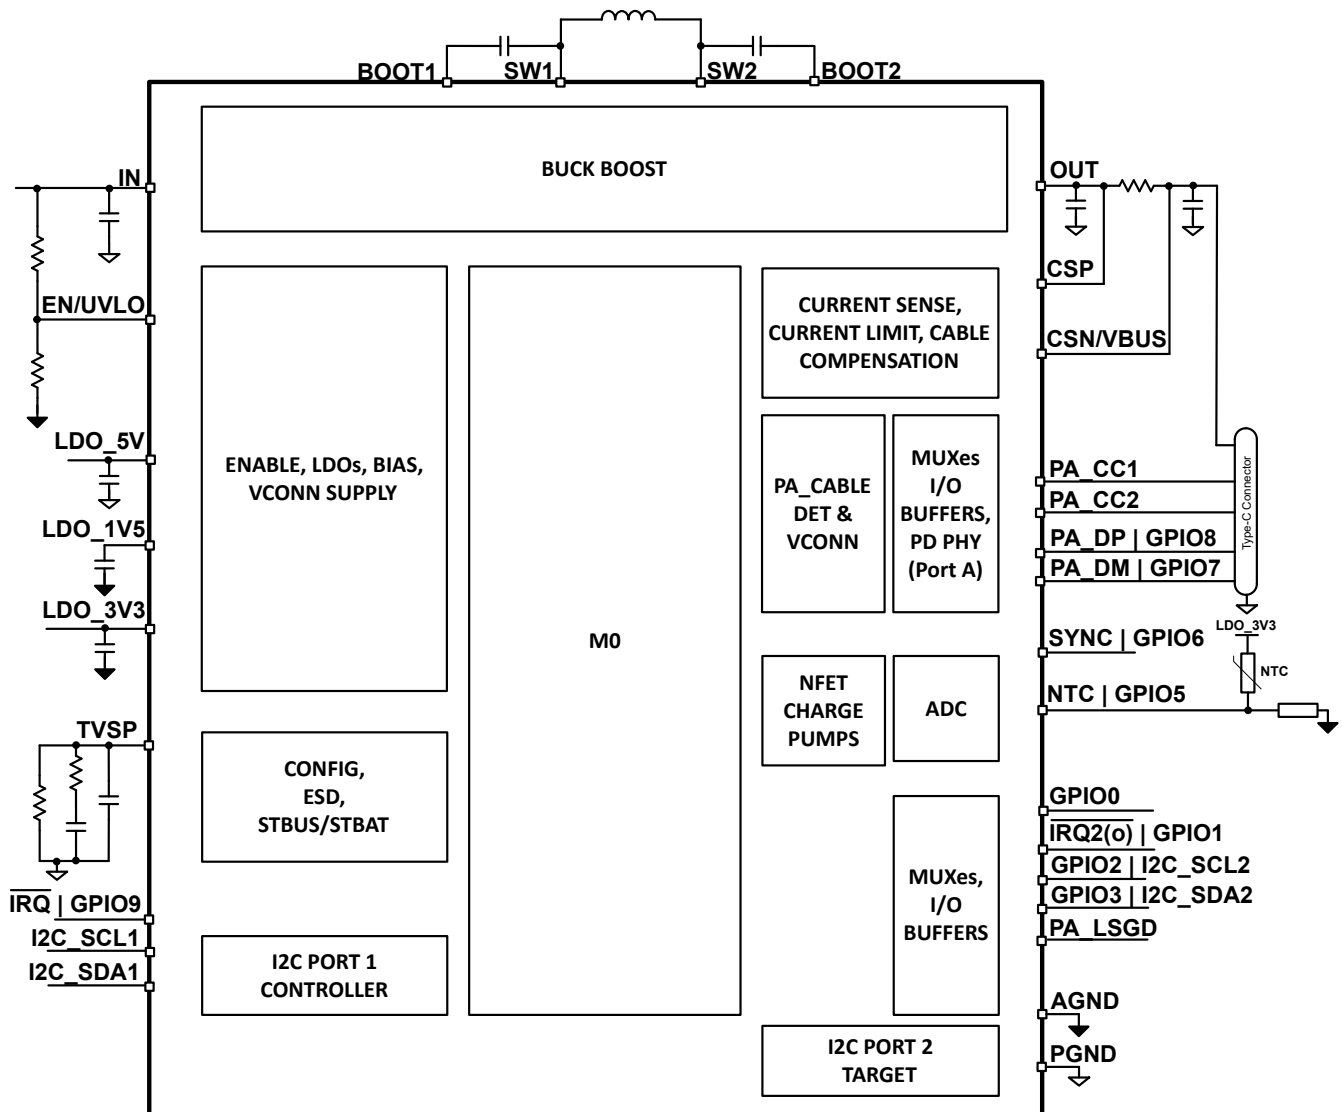 BOOT1
SW1
SW2
BOOT2
BUCK BOOST
IN
OUT
CSP
EN/UVLO
CSN/VBUS
CURRENT SENSE,
CURRENT LIMIT, CABLE
COMPENSATION
LDO_5V
LDO_1V5
LDO_3V3
ENABLE, LDOs, BIAS,
VCONN SUPPLY
M0
PA_CABLE
DET &
VCONN
MUXes
I/O
BUFFERS,
PD PHY
(Port A)
PA_CC1
PA_CC2
PA_DP | GPIO8
PA_DM | GPIO7
Type-C Connector
SYNC | GPIO6
LDO_3V3
NTC
NTC | GPIO5
NFET
CHARGE
PUMPS
ADC
TVSP
CONFIG,
ESD,
STBUS/STBAT
GPIO0
IRQ2(o) | GPIO1
GPIO2 | I2C_SCL2
GPIO3 | I2C_SDA2
PA_LSGD
MUXes,
I/O
BUFFERS
IRQ | GPIO9
I2C_SCL1
I2C_SDA1
I2C PORT 1
CONTROLLER
AGND
PGND
I2C PORT 2
TARGET